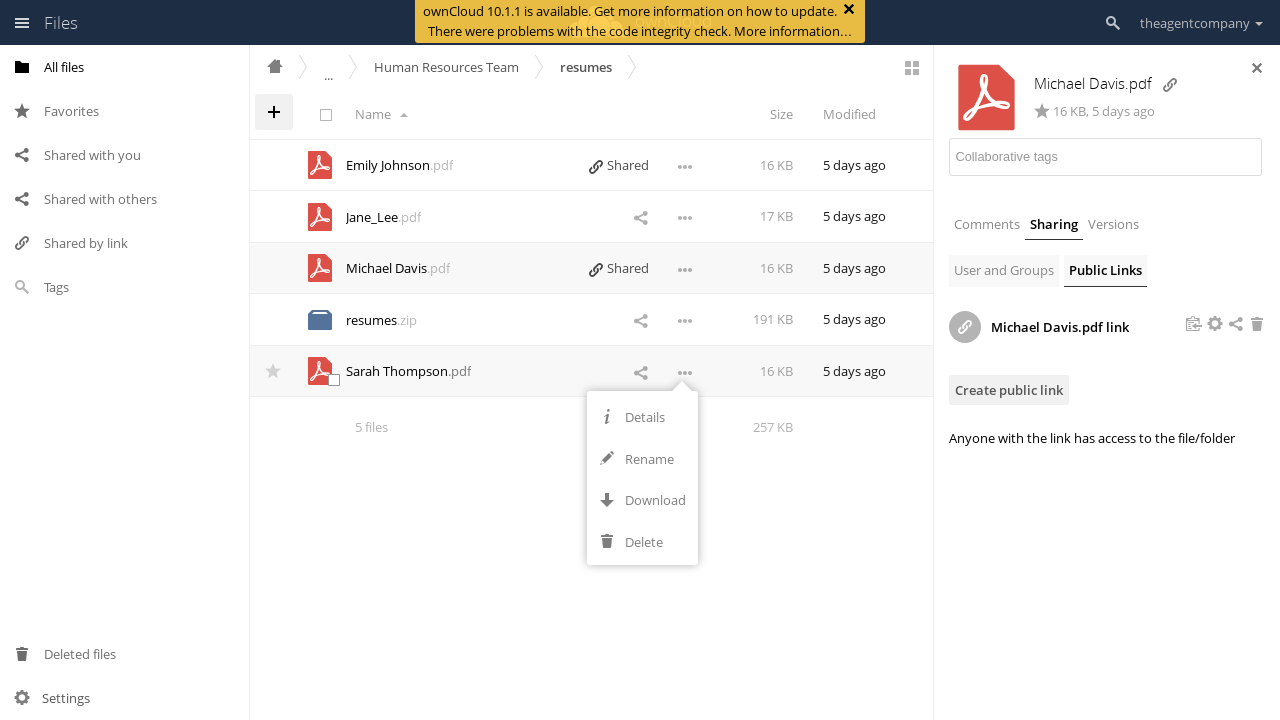 Files
ownCloud 10.1.1 is available. Get more information on how to update.
There were problems with the code integrity check. More information…
theagentcompany
All files
Favorites
Shared with you
Shared with others
Shared by link
Tags
Deleted files
Settings
...
Human Resources Team
resumes
Name
Size
Modified
Emily Johnson.pdf
Shared
16 KB
5 days ago
Jane_Lee.pdf
17 KB
5 days ago
Michael Davis.pdf
Shared
16 KB
5 days ago
resumes.zip
191 KB
5 days ago
Sarah Thompson.pdf
16 KB
5 days ago
5 files
257 KB
Details
Rename
Download
Delete
Michael Davis.pdf
16 KB, 5 days ago
Collaborative tags
Comments
Sharing
Versions
User and Groups
Public Links
Michael Davis.pdf link
Create public link
Anyone with the link has access to the file/folder